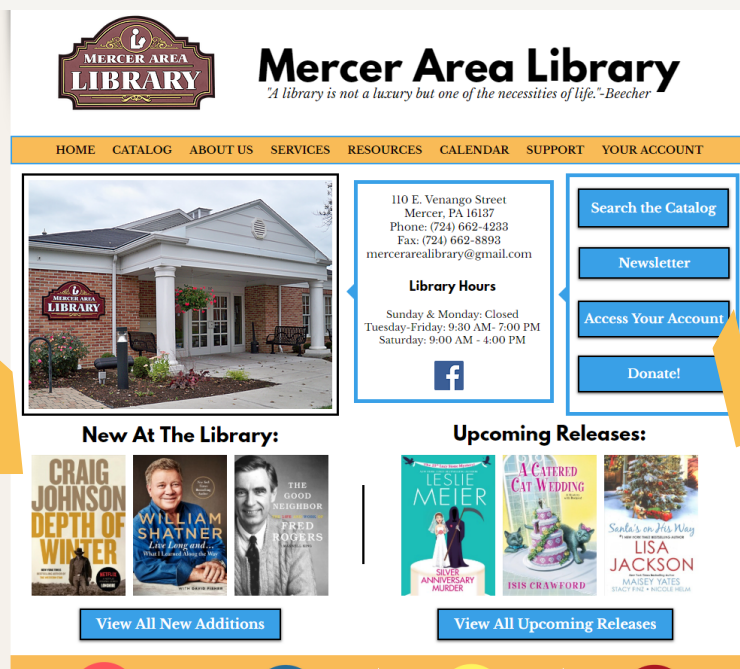 MERCER AREA
LIBRARY
Mercer Area Library
"A library is not a luxury but one of the necessities of life."-Beecher
HOME CATALOG ABOUT US SERVICES RESOURCES CALENDAR SUPPORT YOUR ACCOUNT
MERCER AREA
LIBRARY
110 E. Venango Street
Mercer, PA 16137
Phone: (724) 662-4233
Fax: (724) 662-8893
mercerarealibrary@gmail.com
Library Hours
Sunday & Monday: Closed
Tuesday-Friday: 9:30 AM- 7:00 PM
Saturday: 9:00 AM - 4:00 PM
Search the Catalog
Newsletter
Access Your Account
Donate!
New At The Library:
CRAIG
JOHNSON
DEPTH OF
WINTER
WILLIAM
SHATNER
Live Long and...
What I Learned Along the Way
WITH DAVID FISHER
THE
GOOD
NEIGHBOR
FRED
ROGERS
View All New Additions
Upcoming Releases:
LESLIE
MEIER
SILVER
ANNIVERSARY
MURDER
A CATERED
CAT WEDDING
ISIS CRAWFORD
Santa's on His Way
LISA
JACKSON
MAISEY YATES
STACY FINZ • NICOLE HELM
View All Upcoming Releases